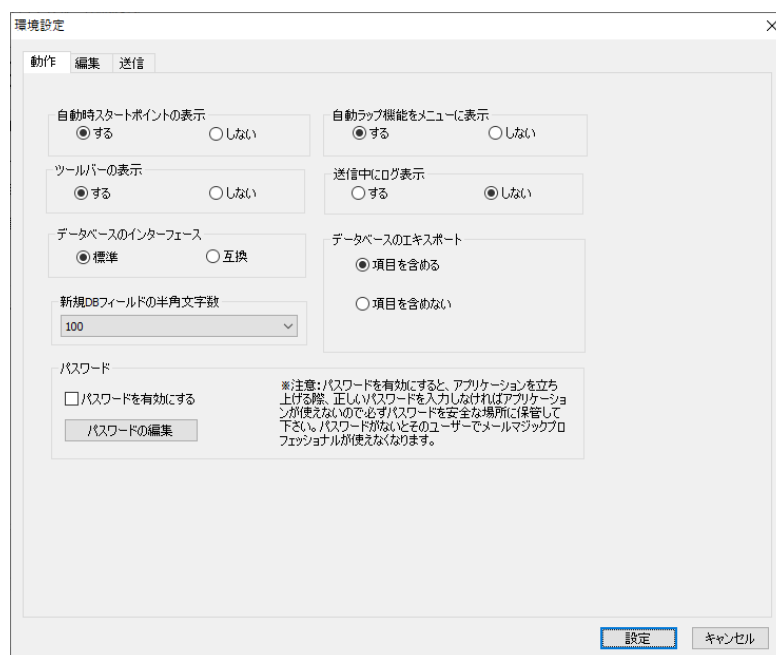 環境設定
動作 編集 送信
自動時スタートポイントの表示
する しない
自動ラップ機能をメニューに表示
する しない
ツールバーの表示
する しない
送信中にログ表示
する しない
データベースのインターフェース
標準 互換
データベースのエキスポート
項目を含める
項目を含めない
新規DBフィールドの半角文字数
100
パスワード
パスワードを有効にする
パスワードの編集
※注意:パスワードを有効にすると、アプリケーションを立ち
上げる際、正しいパスワードを入力しなければアプリケーショ
ンが使えないので必ずパスワードを安全な場所に保管して
下さい。パスワードがないとそのユーザーでメールマジックプロ
フェッショナルが使えなくなります。
設定 キャンセル